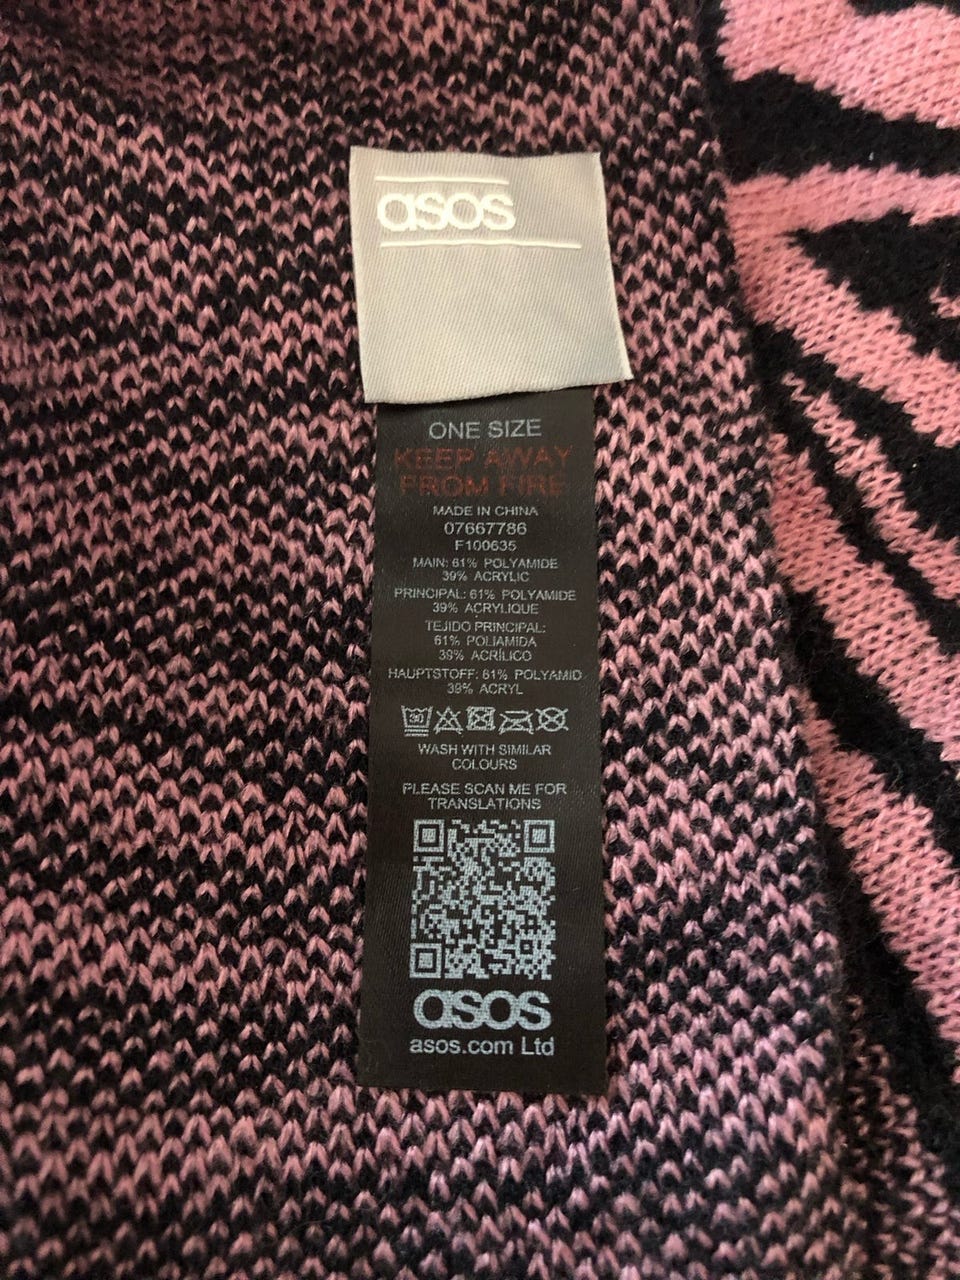 asos
ONE SIZE
KEEP AWAY
FROM FIRE
MADE IN CHINA
07667786
F100635
MAIN: 61% POLYAMIDE
39% ACRYLIC
PRINCIPAL: 61% POLYAMIDE
39% ACRYLIQUE
TEJIDO PRINCIPAL:
61% POLIAMIDA
39% ACRÍLICO
HAUPTSTOFF: 61% POLYAMID
39% ACRYL
30
WASH WITH SIMILAR
COLOURS
PLEASE SCAN ME FOR
TRANSLATIONS
asos
asos.com Ltd